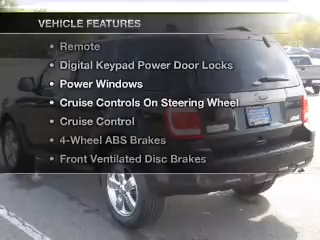 VEHICLE FEATURES
• Remote
• Digital Keypad Power Door Locks
• Power Windows
• Cruise Controls On Steering Wheel
• Cruise Control
• 4-Wheel ABS Brakes
• Front Ventilated Disc Brakes